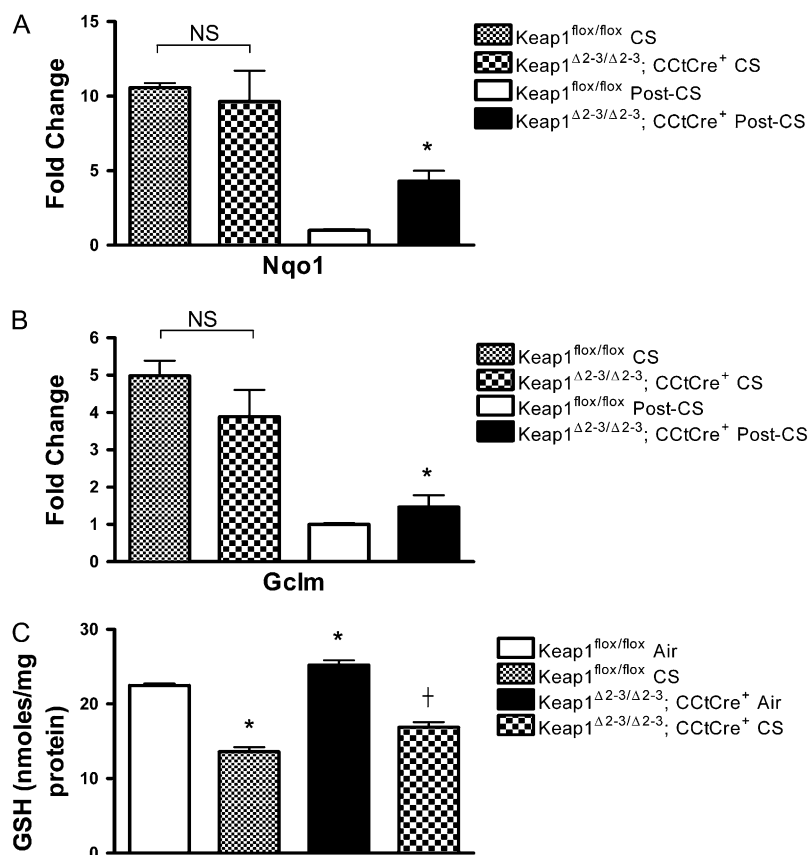 A
15
10
5
0
Fold Change
NS
*
Nqo1
Keap1flox/flox CS
Keap1Δ2-3/Δ2-3; CCtCre+ CS
Keap1flox/flox Post-CS
Keap1Δ2-3/Δ2-3; CCtCre+ Post-CS
B
6
5
4
3
2
1
0
Fold Change
NS
*
Gclm
Keap1flox/flox CS
Keap1Δ2-3/Δ2-3; CCtCre+ CS
Keap1flox/flox Post-CS
Keap1Δ2-3/Δ2-3; CCtCre+ Post-CS
C
30
20
10
0
GSH (nmoles/mg
protein)
*
*
†
Keap1flox/flox Air
Keap1flox/flox CS
Keap1Δ2-3/Δ2-3; CCtCre+ Air
Keap1Δ2-3/Δ2-3; CCtCre+ CS